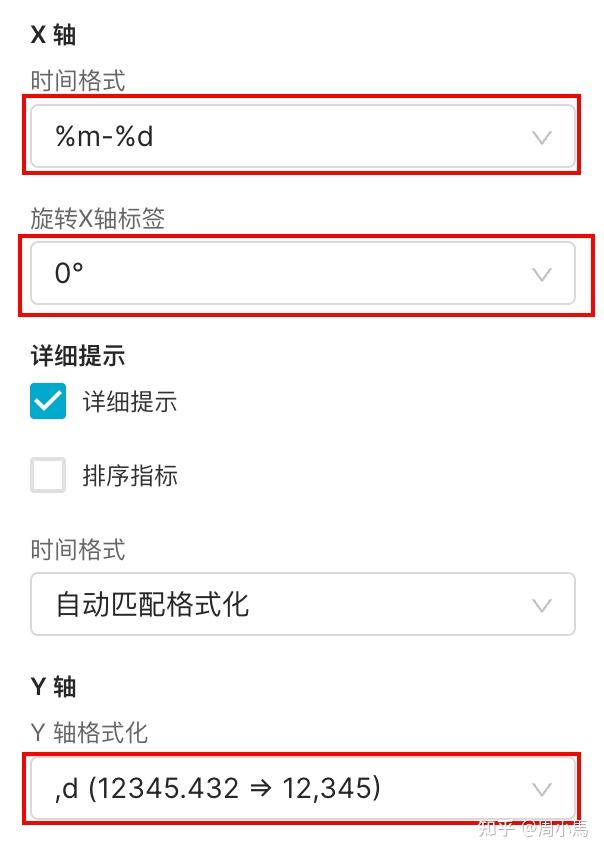 X 轴
时间格式
%m-%d
旋转X轴标签
0°
详细提示
详细提示
排序指标
时间格式
自动匹配格式化
Y 轴
Y 轴格式化
,d (12345.432 => 12,345)
知乎 @周小馬